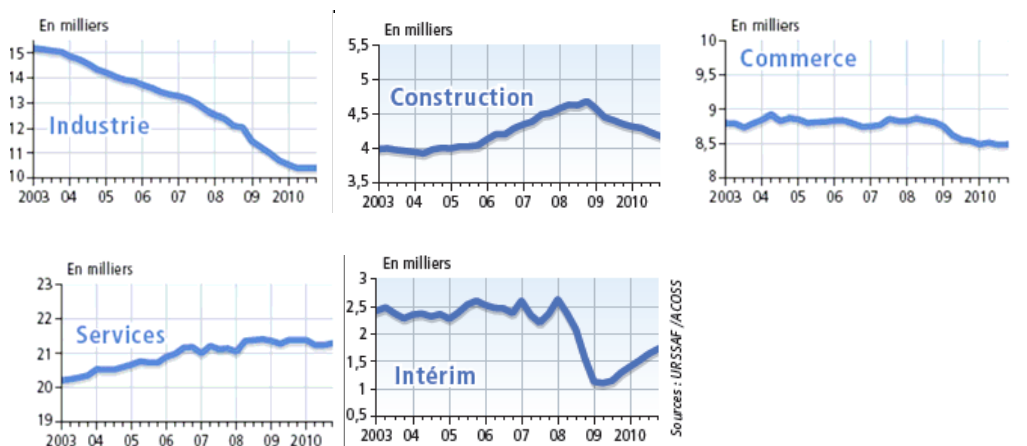 En milliers
15
14
13
12
11
10
Industrie
2003 04 05 06 07 08 09 2010
En milliers
5,5
5
4,5
4
3,5
Construction
2003 04 05 06 07 08 09 2010
En milliers
10
9,5
9
8,5
8
Commerce
2003 04 05 06 07 08 09 2010
En milliers
23
22
21
20
19
Services
2003 04 05 06 07 08 09 2010
En milliers
3
2,5
2
1,5
1
0,5
Intérim
2003 04 05 06 07 08 09 2010
Sources : URSSAF /ACOSS